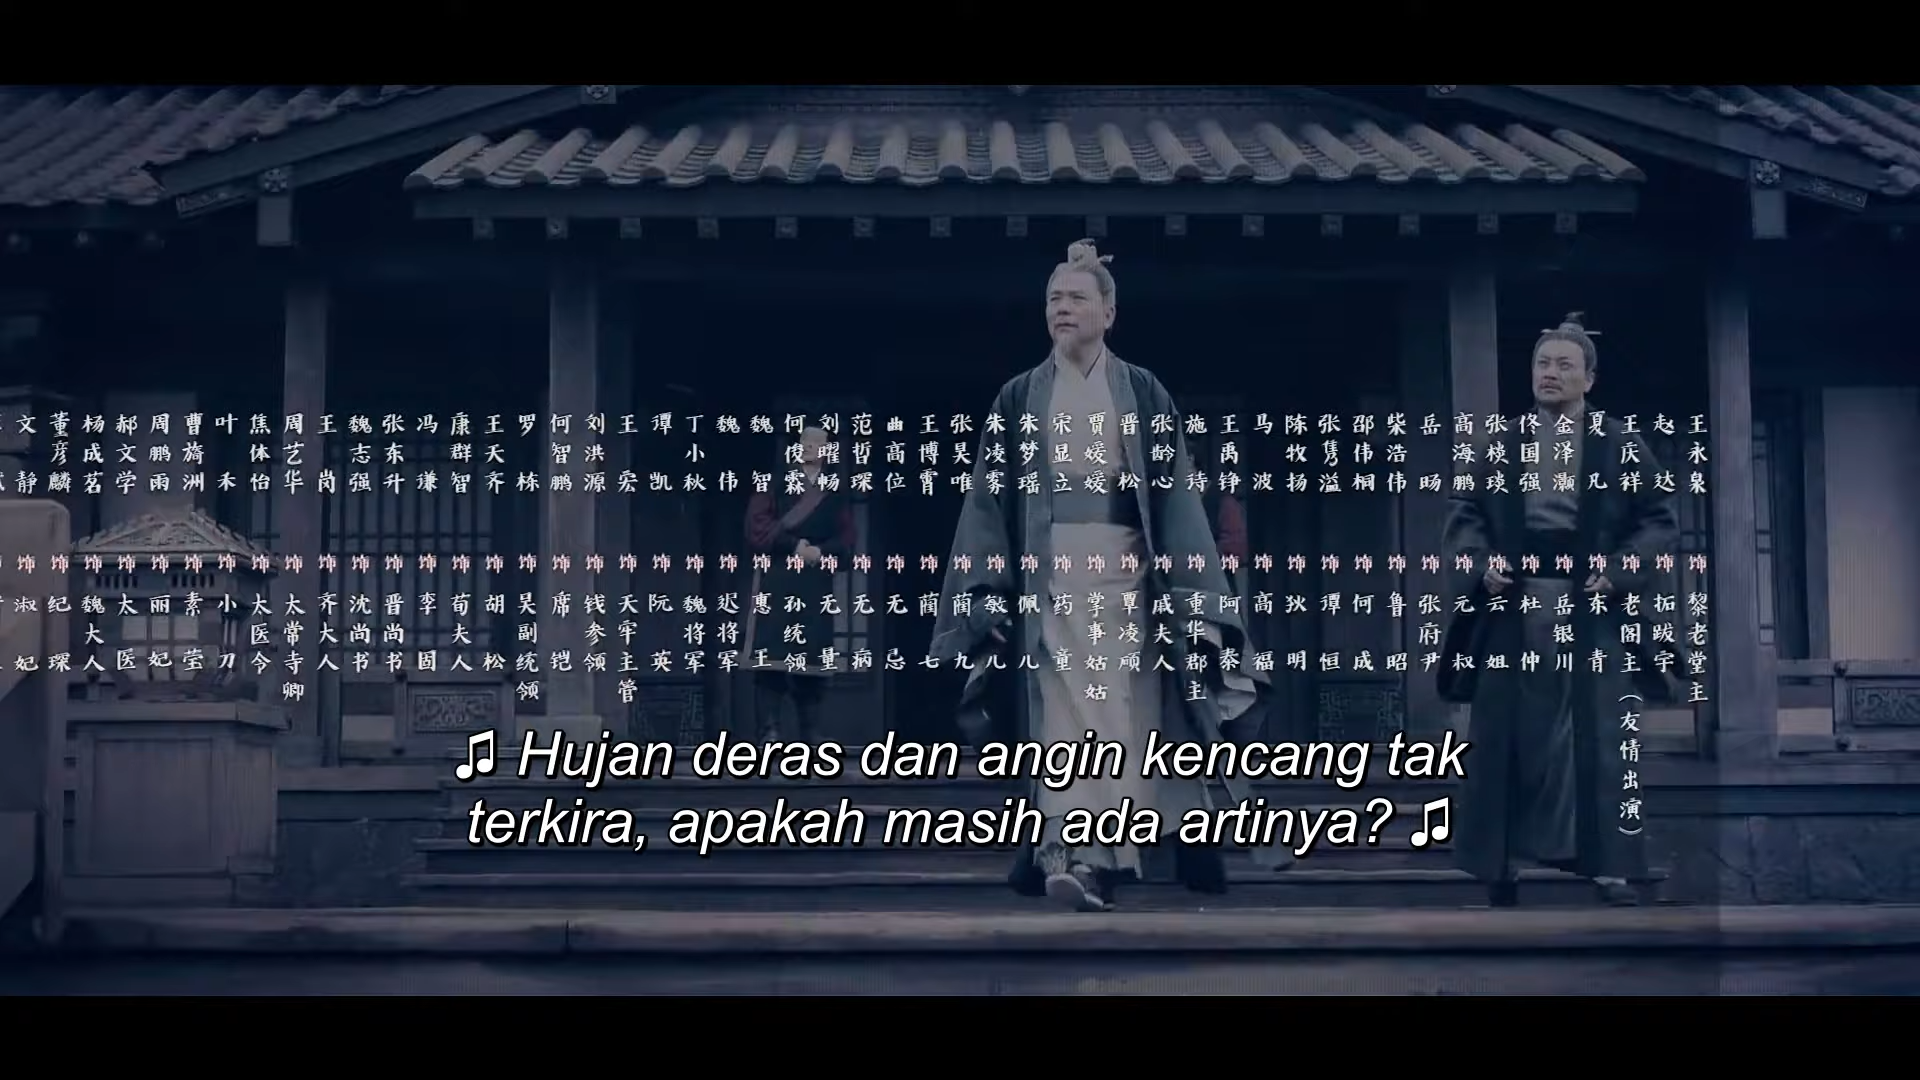 王永泉 饰 黎老堂主
赵达 饰 拓跋宇
王庆祥 饰 老阁主（友情出演）
夏凡 饰 东青
金泽灏 饰 岳银川
佟国强 饰 杜仲
张棪琰 饰 云姐
高海鹏 饰 元叔
岳旸 饰 张府尹
柴浩伟 饰 鲁昭
邵伟桐 饰 何成
张隽溢 饰 谭恒
陈牧扬 饰 狄明
马波 饰 高福
王禹铮 饰 阿泰
施诗 饰 重华郡主
张龄心 饰 戚夫人
晋松 饰 覃凌硕
贾媛媛 饰 掌事姑姑
宗显立 饰 药童
朱梦瑶 饰 佩儿
朱凌雾 饰 敏儿
张昊唯 饰 蔺九
王博霄 饰 蔺七
曲高位 饰 无忌
范哲琛 饰 无病
刘曜畅 饰 无量
何俊霖 饰 孙统领
魏智 饰 惠王
魏伟 饰 迟将军
丁小秋 饰 魏将军
谭凯 饰 阮英
王宏 饰 天牢主管
刘洪源 饰 钱参领
何智鹏 饰 席铠
罗栋 饰 吴副统领
王天齐 饰 胡松
康群智 饰 荀夫人
冯谦 饰 李固
张东升 饰 晋尚书
魏志强 饰 沈尚书
王岗 饰 齐大人
周艺华 饰 太常寺卿
焦体怡 饰 太医令
叶禾 饰 小刀
曹旖洲 饰 素莹
周鹏雨 饰 丽妃
郝文学 饰 太医
杨成茗 饰 魏大人
董彦麟 饰 纪琛
文静 饰 淑妃
♫ Hujan deras dan angin kencang tak
terkira, apakah masih ada artinya? ♫